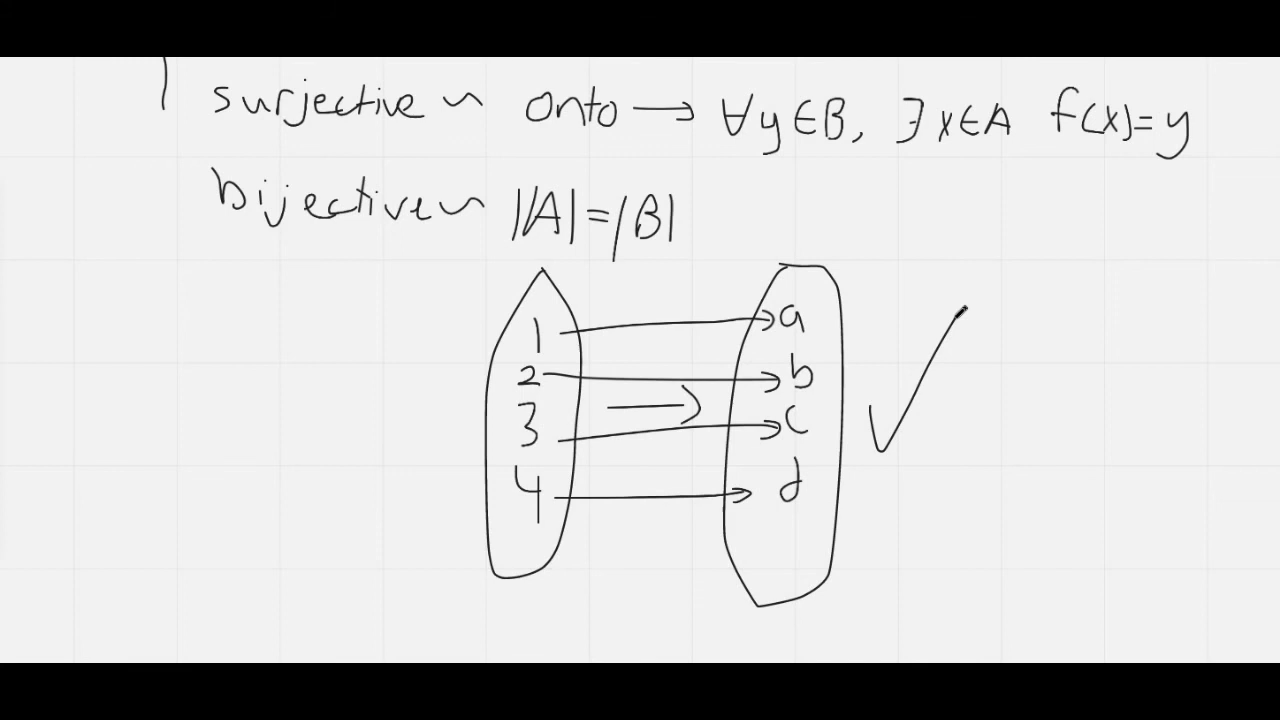 surjective ~ onto → ∀y∈B, ∃x∈A f(x)=y
bijective ~ |A|=|B|
1 → a
2 → b
3 → c
4 → d